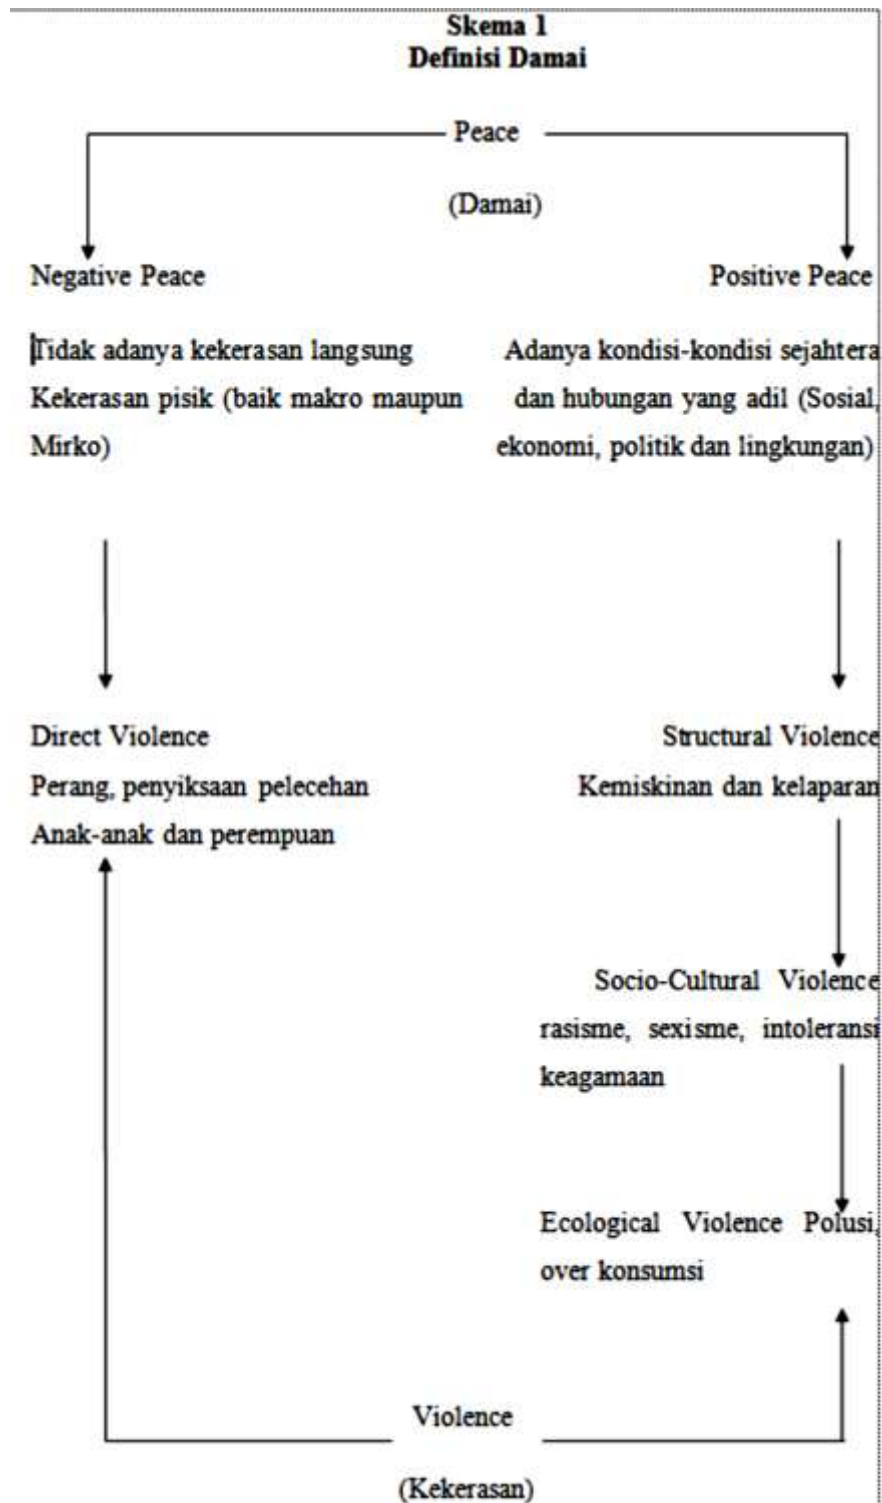 Skema 1
Definisi Damai
Peace
(Damai)
Negative Peace
Positive Peace
Tidak adanya kekerasan langsung
Kekerasan pisik (baik makro maupun
Mirko)
Adanya kondisi-kondisi sejahtera
dan hubungan yang adil (Sosial,
ekonomi, politik dan lingkungan)
Direct Violence
Perang, penyiksaan pelecehan
Anak-anak dan perempuan
Structural Violence
Kemiskinan dan kelaparan
Socio-Cultural Violence
rasisme, sexisme, intoleransi
keagamaan
Ecological Violence Polusi,
over konsumsi
Violence
(Kekerasan)